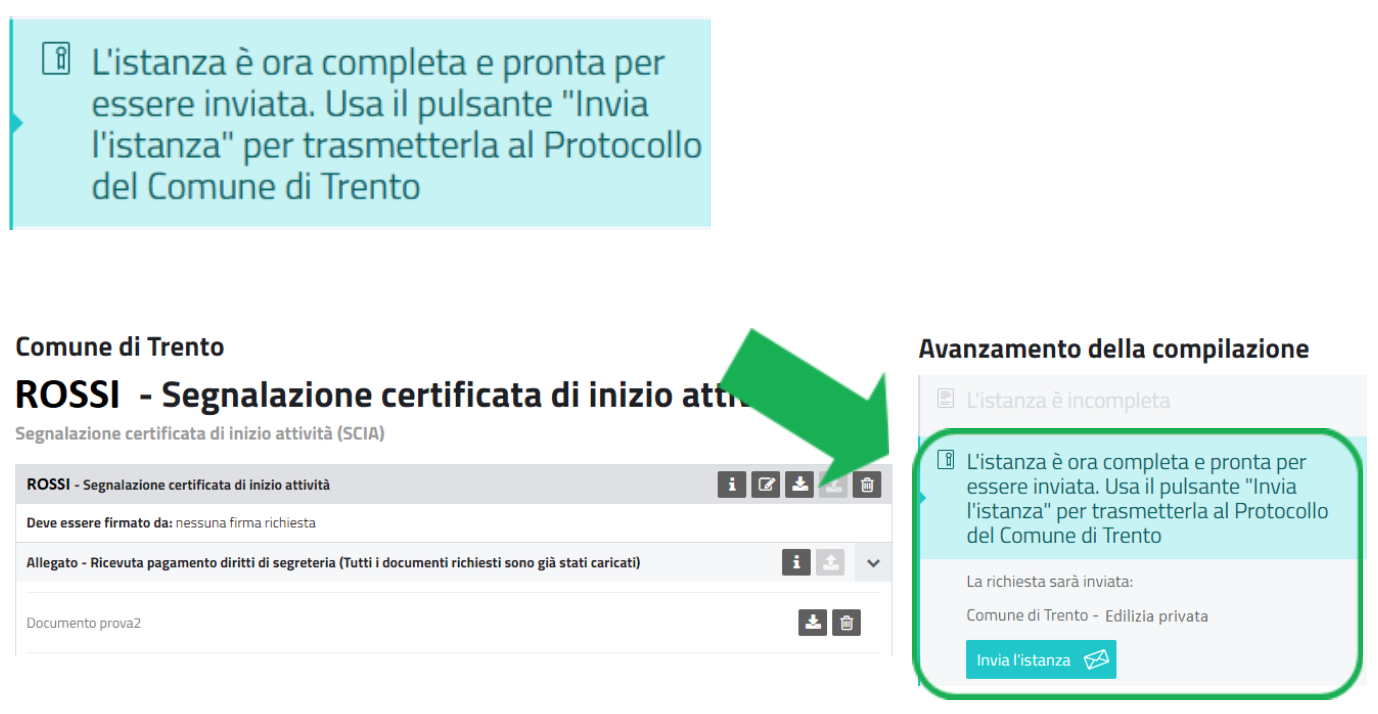 L'istanza è ora completa e pronta per
essere inviata. Usa il pulsante "Invia
l'istanza" per trasmetterla al Protocollo
del Comune di Trento
Comune di Trento
ROSSI - Segnalazione certificata di inizio
Segnalazione certificata di inizio attività (SCIA)
ROSSI - Segnalazione certificata di inizio attività
Deve essere firmato da: nessuna firma richiesta
Allegato - Ricevuta pagamento diritti di segreteria (Tutti i documenti richiesti sono già stati caricati)
Documento prova2
Avanzamento della compilazione
L'istanza è incompleta
L'istanza è ora completa e pronta per
essere inviata. Usa il pulsante "Invia
l'istanza" per trasmetterla al Protocollo
del Comune di Trento
La richiesta sarà inviata:
Comune di Trento - Edilizia privata
Invia l'istanza